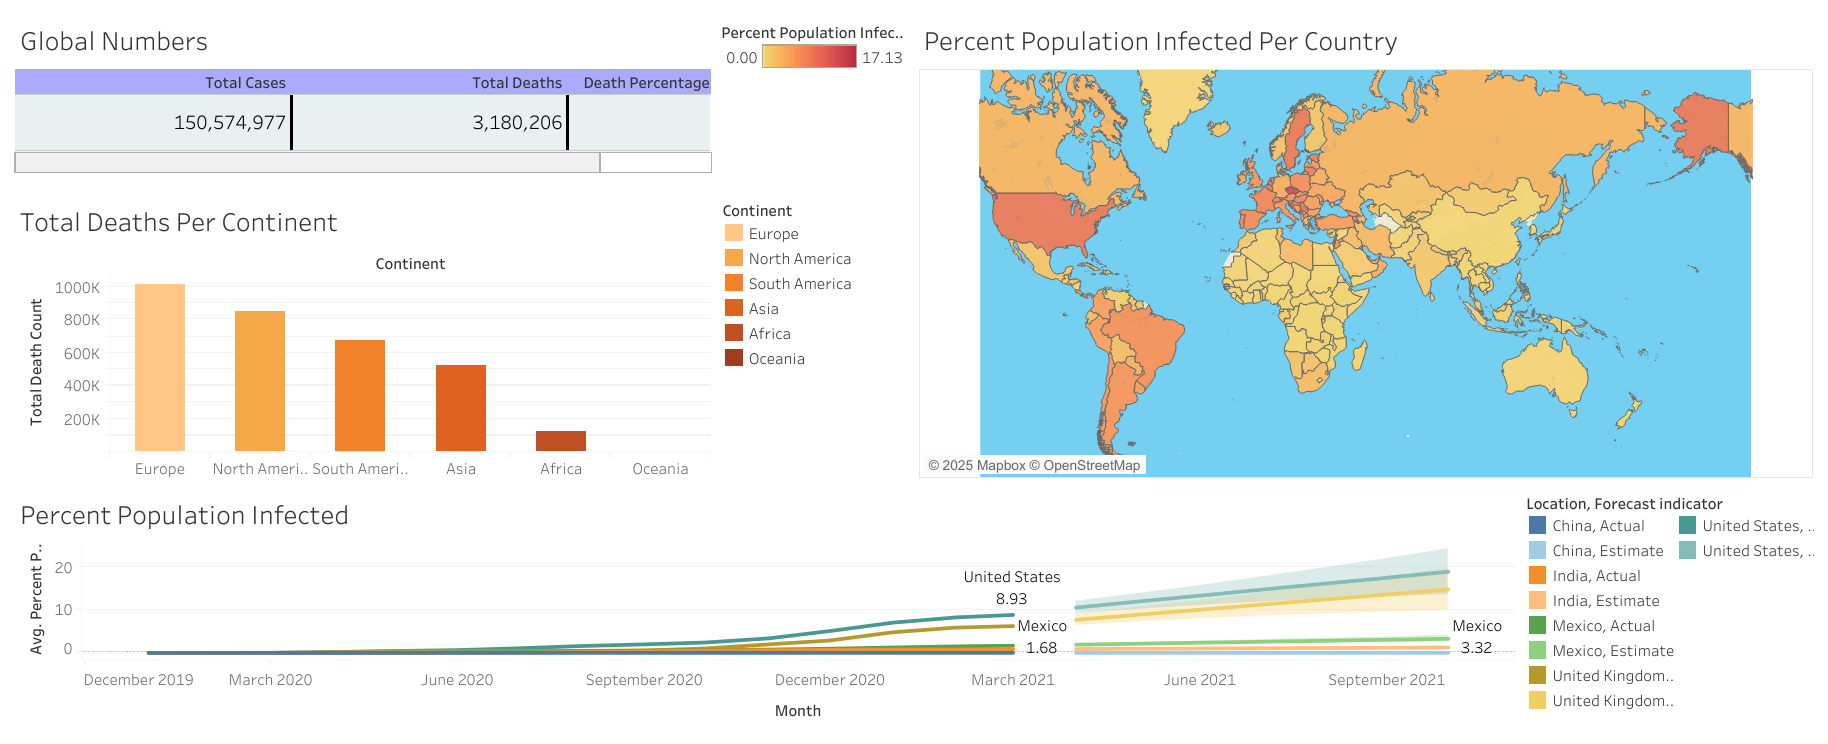 Global Numbers
Total Cases Total Deaths Death Percentage
150,574,977 3,180,206
Percent Population Infec..
0.00 17.13
Percent Population Infected Per Country
© 2025 Mapbox © OpenStreetMap
Total Deaths Per Continent
Continent
Total Death Count
1000K
800K
600K
400K
200K
Europe North Ameri.. South Ameri.. Asia Africa Oceania
Continent
Europe
North America
South America
Asia
Africa
Oceania
Percent Population Infected
Avg. Percent P..
20
10
0
United States
8.93
Mexico
1.68
Mexico
3.32
December 2019 March 2020 June 2020 September 2020 December 2020 March 2021 June 2021 September 2021
Month
Location, Forecast indicator
China, Actual United States, ..
China, Estimate United States, ..
India, Actual
India, Estimate
Mexico, Actual
Mexico, Estimate
United Kingdom..
United Kingdom..